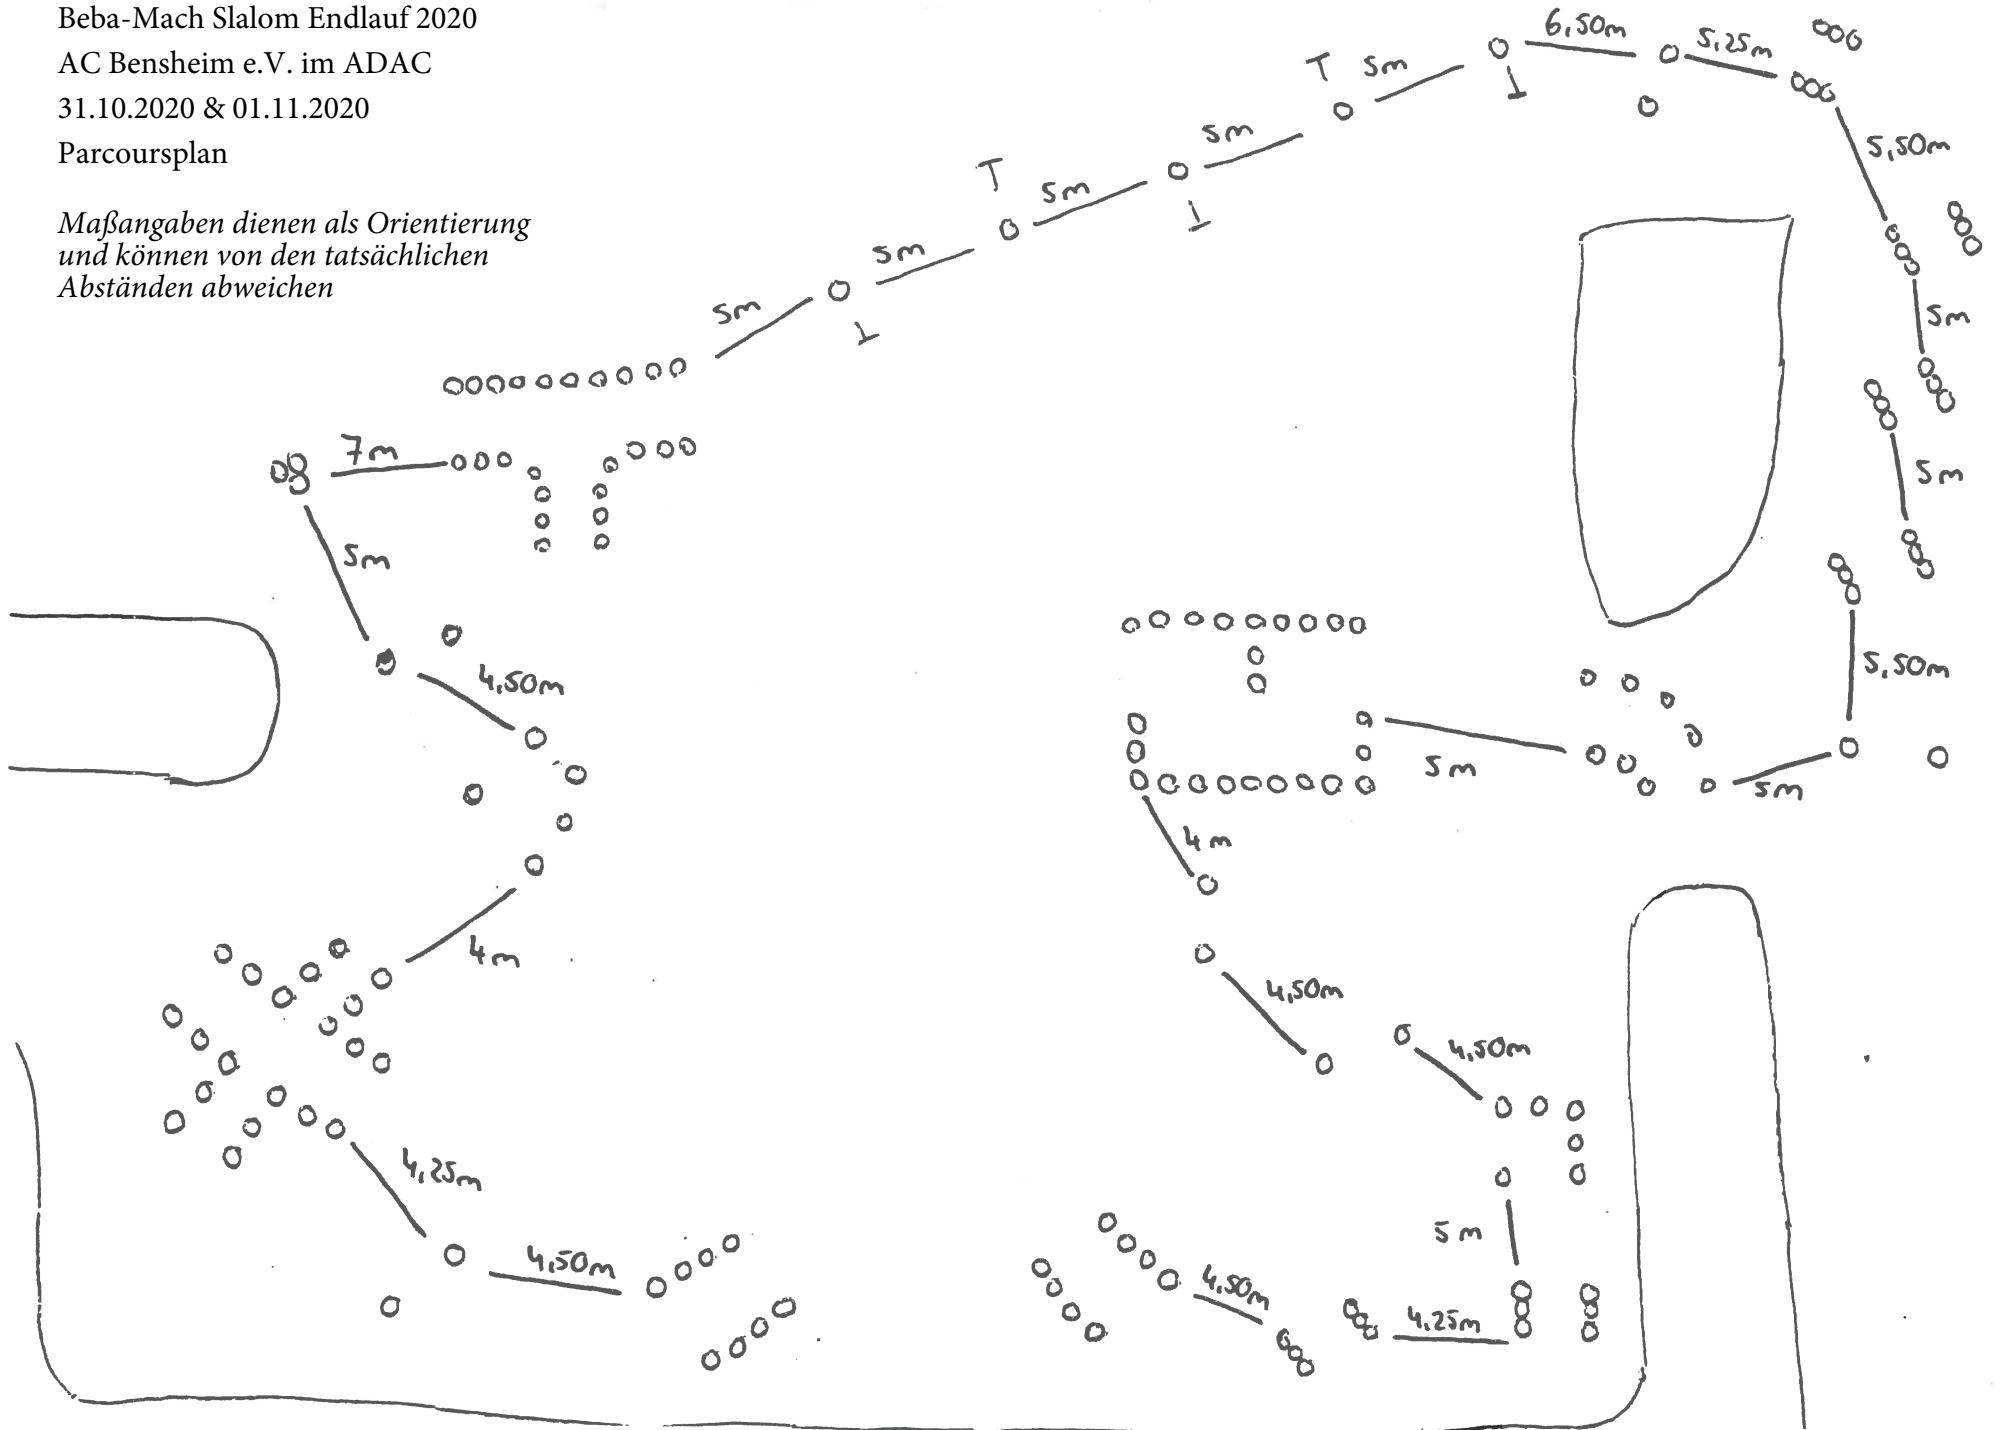 Beba-Mach Slalom Endlauf 2020
AC Bensheim e.V. im ADAC
31.10.2020 & 01.11.2020
Parcoursplan
Maßangaben dienen als Orientierung
und können von den tatsächlichen
Abständen abweichen
6,50m
5,25m
T 5m
5m
5,50m
T
5m
5m
5m
5m
7m
5m
5m
4,50m
5,50m
5m
5m
4m
4m
4,50m
4,50m
4,25m
5m
4,50m
4,50m
4,25m